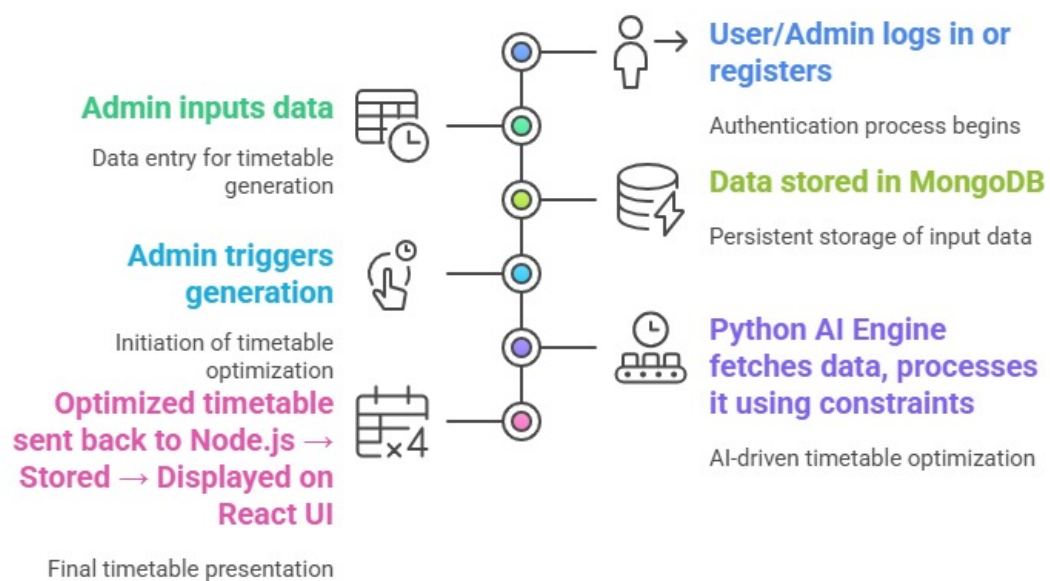 User/Admin logs in or
registers
Authentication process begins
Admin inputs data
Data entry for timetable
generation
Data stored in MongoDB
Persistent storage of input data
Admin triggers
generation
Initiation of timetable
optimization
Python AI Engine
fetches data, processes
it using constraints
AI-driven timetable optimization
Optimized timetable
sent back to Node.js →
Stored → Displayed on
React UI
×4
Final timetable presentation